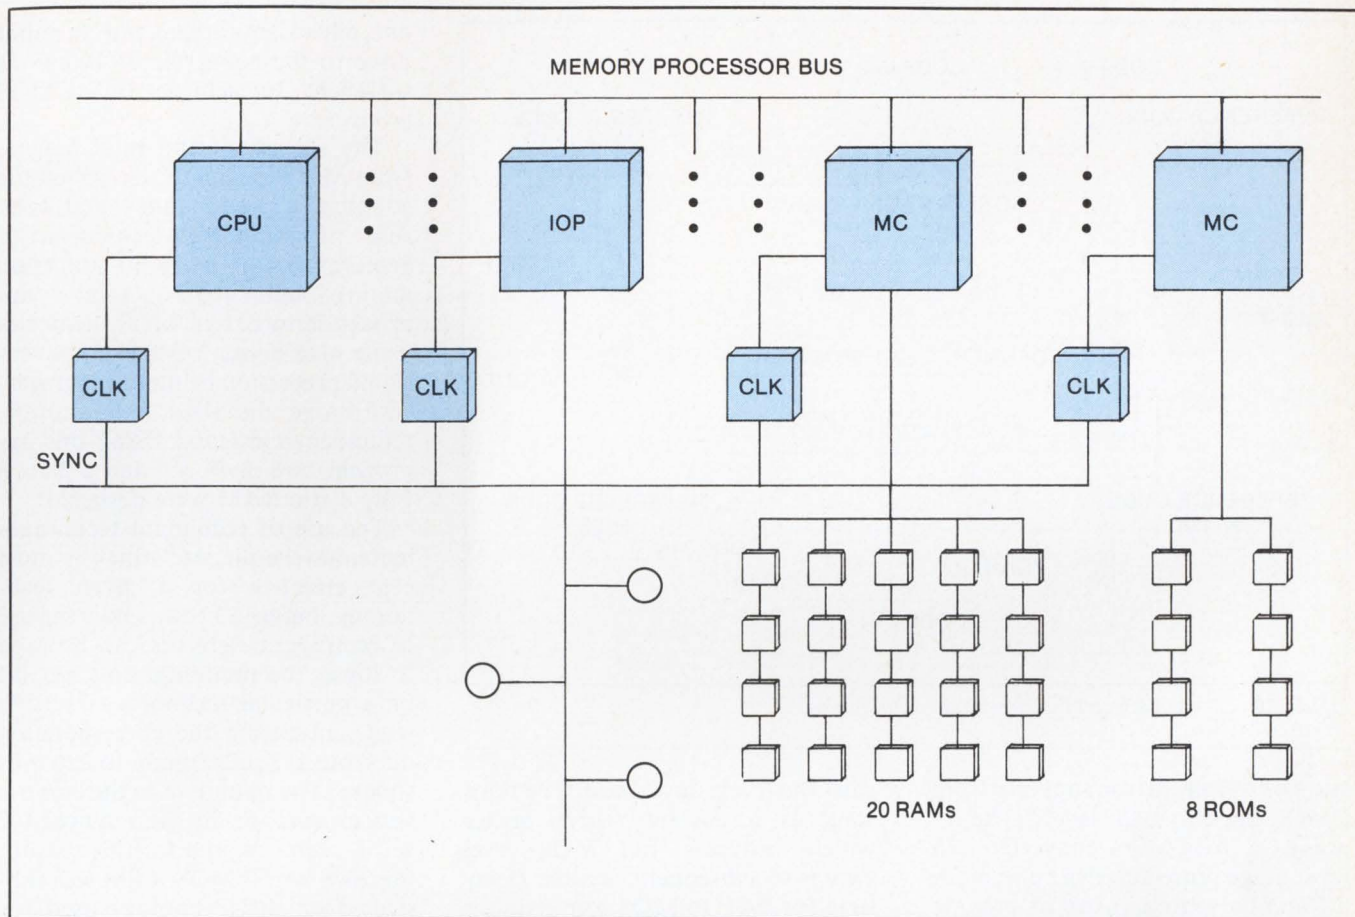 MEMORY PROCESSOR BUS
CPU
IOP
MC
MC
CLK
CLK
CLK
CLK
SYNC
20 RAMs
8 ROMs